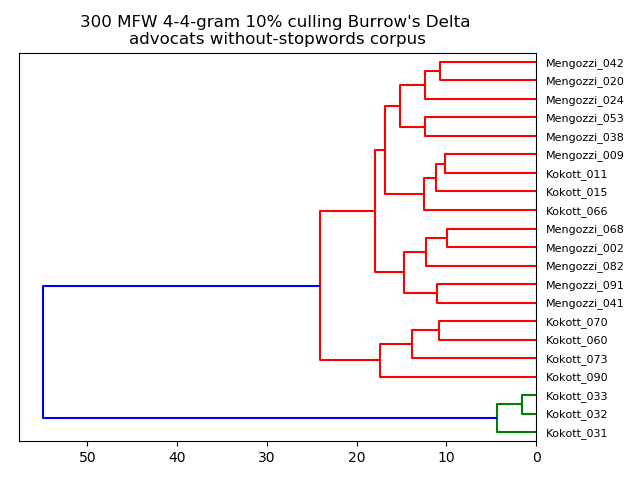 300 MFW 4-4-gram 10% culling Burrow's Delta
advocats without-stopwords corpus
Mengozzi_042
Mengozzi_020
Mengozzi_024
Mengozzi_053
Mengozzi_038
Mengozzi_009
Kokott_011
Kokott_015
Kokott_066
Mengozzi_068
Mengozzi_002
Mengozzi_082
Mengozzi_091
Mengozzi_041
Kokott_070
Kokott_060
Kokott_073
Kokott_090
Kokott_033
Kokott_032
Kokott_031
50 40 30 20 10 0